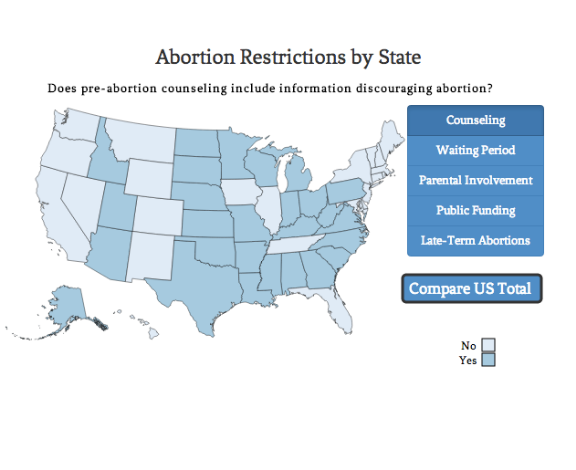 Abortion Restrictions by State
Does pre-abortion counseling include information discouraging abortion?
Counseling
Waiting Period
Parental Involvement
Public Funding
Late-Term Abortions
Compare US Total
No
Yes